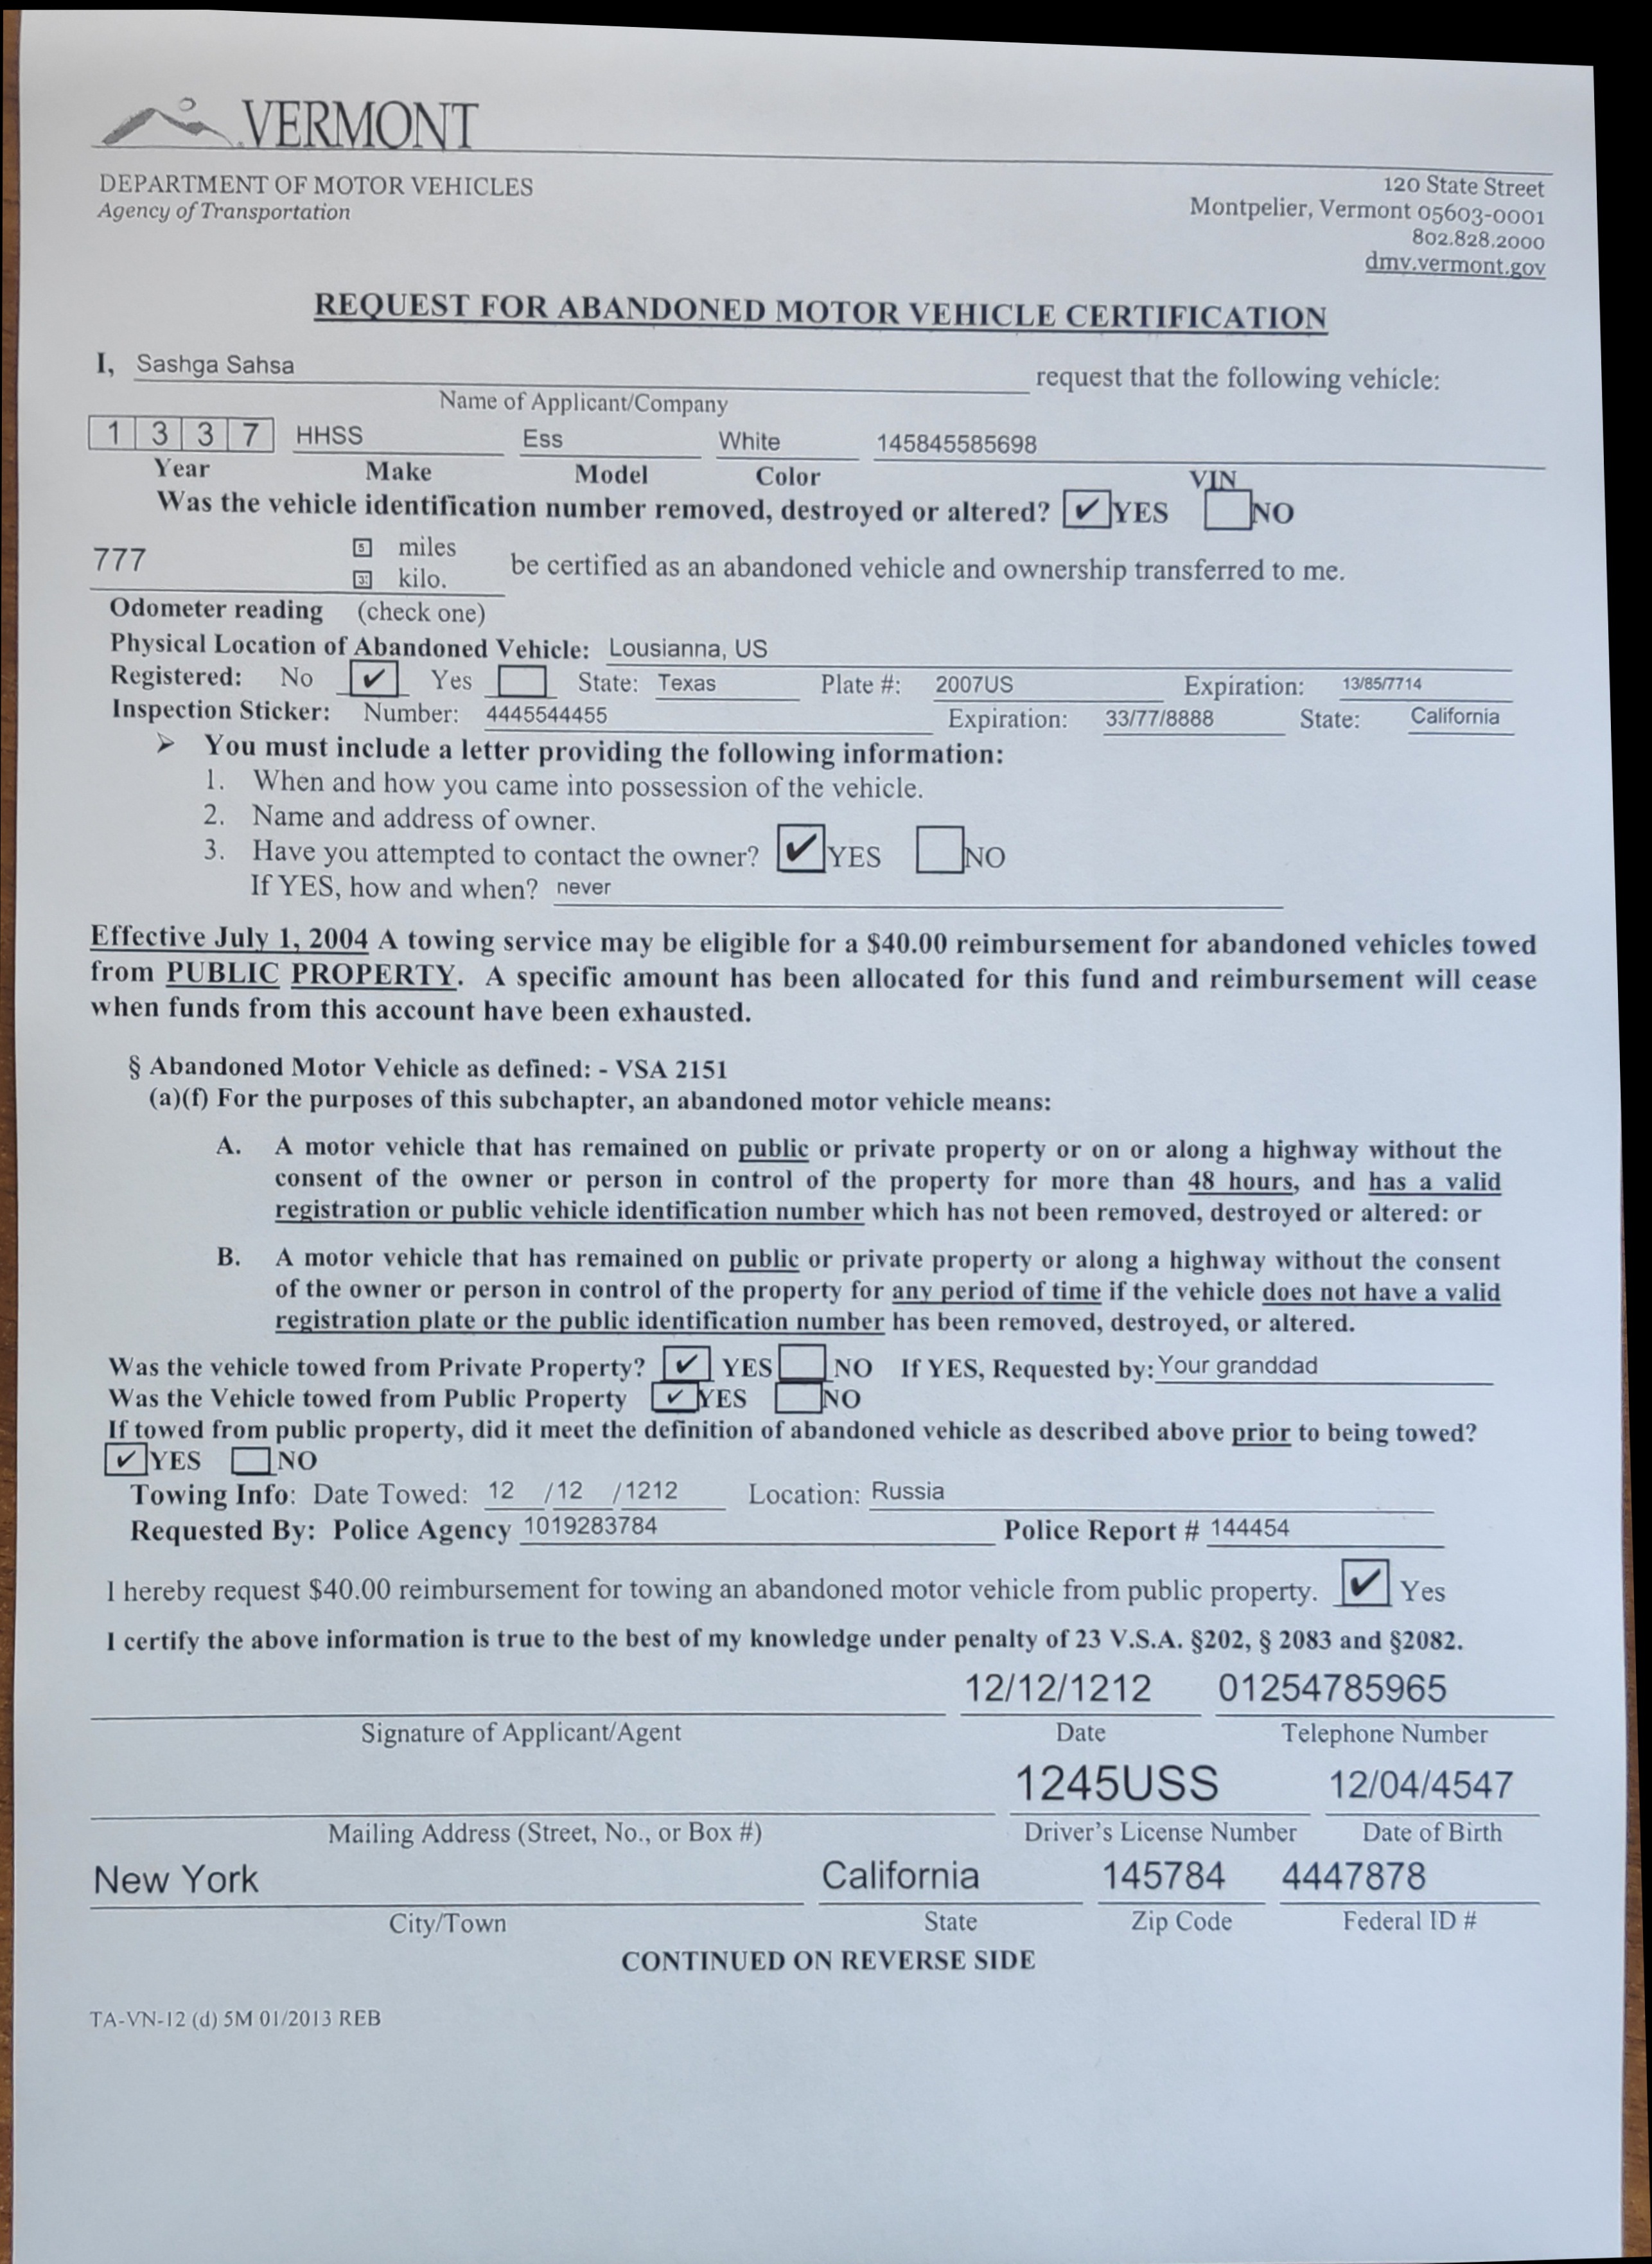 VERMONT
DEPARTMENT OF MOTOR VEHICLES
Agency of Transportation
120 State Street
Montpelier, Vermont 05603-0001
802.828.2000
dmv.vermont.gov
REQUEST FOR ABANDONED MOTOR VEHICLE CERTIFICATION
I, Sashga Sahsa request that the following vehicle:
Name of Applicant/Company
1 3 3 7 HHSS Ess White 145845585698
Year Make Model Color VIN
Was the vehicle identification number removed, destroyed or altered? ✔ YES NO
777 5 miles
kilo. be certified as an abandoned vehicle and ownership transferred to me.
Odometer reading (check one)
Physical Location of Abandoned Vehicle: Lousianna, US
Registered: No ✔ Yes State: Texas Plate #: 2007US Expiration: 13/85/7714
Inspection Sticker: Number: 4445544455 Expiration: 33/77/8888 State: California
➢ You must include a letter providing the following information:
1. When and how you came into possession of the vehicle.
2. Name and address of owner.
3. Have you attempted to contact the owner? ✔ YES NO
If YES, how and when? never
Effective July 1, 2004 A towing service may be eligible for a $40.00 reimbursement for abandoned vehicles towed
from PUBLIC PROPERTY. A specific amount has been allocated for this fund and reimbursement will cease
when funds from this account have been exhausted.
§ Abandoned Motor Vehicle as defined: - VSA 2151
(a)(f) For the purposes of this subchapter, an abandoned motor vehicle means:
A. A motor vehicle that has remained on public or private property or on or along a highway without the
consent of the owner or person in control of the property for more than 48 hours, and has a valid
registration or public vehicle identification number which has not been removed, destroyed or altered: or
B. A motor vehicle that has remained on public or private property or along a highway without the consent
of the owner or person in control of the property for any period of time if the vehicle does not have a valid
registration plate or the public identification number has been removed, destroyed, or altered.
Was the vehicle towed from Private Property? ✔ YES NO If YES, Requested by: Your granddad
Was the Vehicle towed from Public Property ✔ YES NO
If towed from public property, did it meet the definition of abandoned vehicle as described above prior to being towed?
✔ YES NO
Towing Info: Date Towed: 12 /12 /1212 Location: Russia
Requested By: Police Agency 1019283784 Police Report # 144454
I hereby request $40.00 reimbursement for towing an abandoned motor vehicle from public property. ✔ Yes
I certify the above information is true to the best of my knowledge under penalty of 23 V.S.A. §202, § 2083 and §2082.
12/12/1212 01254785965
Signature of Applicant/Agent Date Telephone Number
1245USS 12/04/4547
Mailing Address (Street, No., or Box #) Driver's License Number Date of Birth
New York California 145784 4447878
City/Town State Zip Code Federal ID #
CONTINUED ON REVERSE SIDE
TA-VN-12 (d) 5M 01/2013 REB